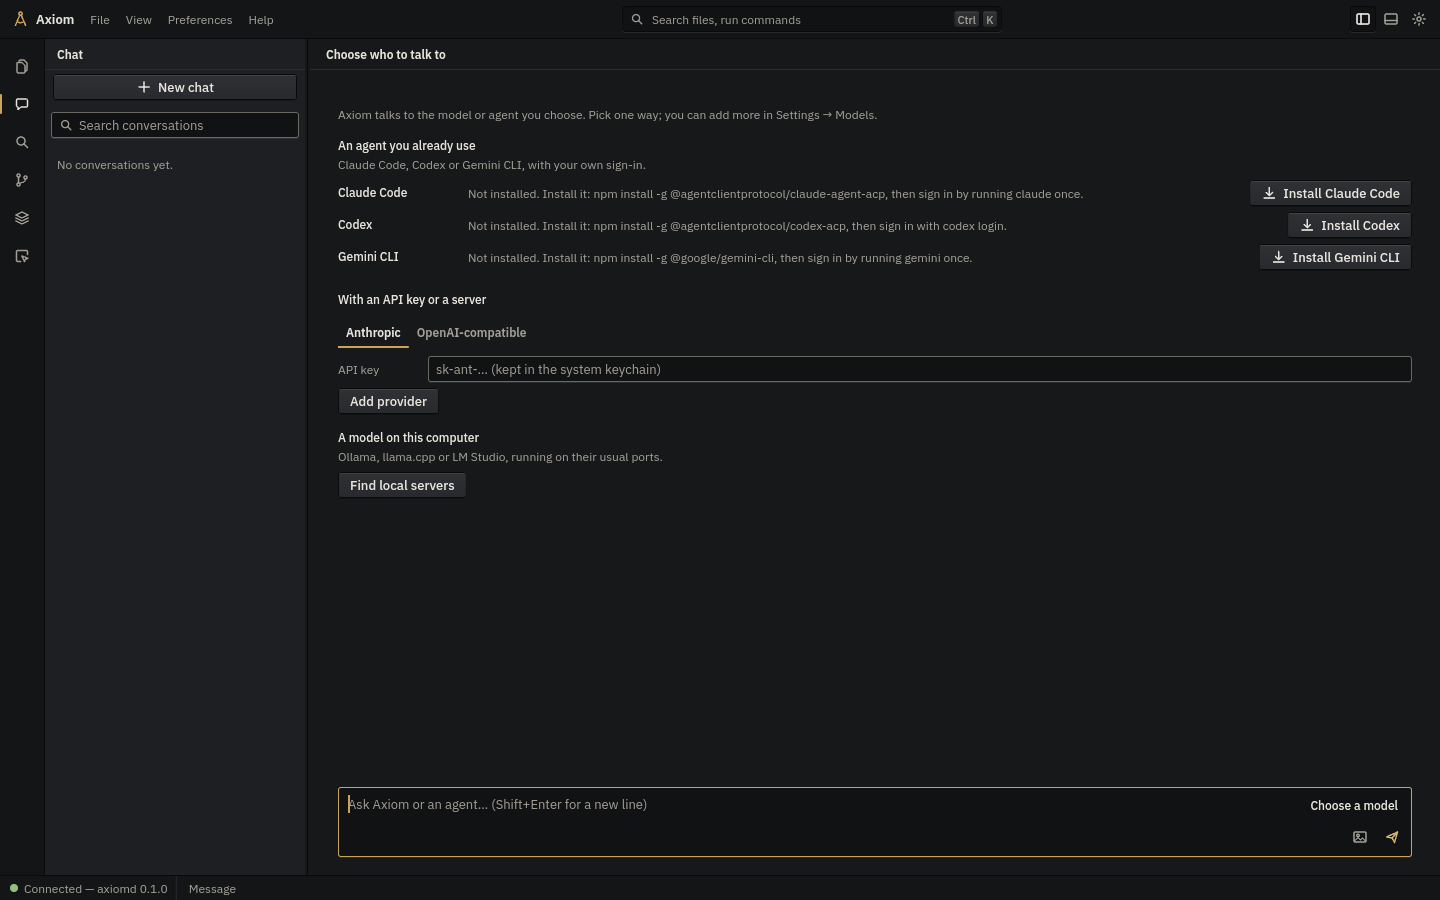 Axiom File View Preferences Help Search files, run commands Ctrl K
Chat
New chat
Search conversations
No conversations yet.
Choose who to talk to
Axiom talks to the model or agent you choose. Pick one way; you can add more in Settings → Models.
An agent you already use
Claude Code, Codex or Gemini CLI, with your own sign-in.
Claude Code Not installed. Install it: npm install -g @agentclientprotocol/claude-agent-acp, then sign in by running claude once. Install Claude Code
Codex Not installed. Install it: npm install -g @agentclientprotocol/codex-acp, then sign in with codex login. Install Codex
Gemini CLI Not installed. Install it: npm install -g @google/gemini-cli, then sign in by running gemini once. Install Gemini CLI
With an API key or a server
Anthropic OpenAI-compatible
API key sk-ant-… (kept in the system keychain)
Add provider
A model on this computer
Ollama, llama.cpp or LM Studio, running on their usual ports.
Find local servers
Ask Axiom or an agent… (Shift+Enter for a new line) Choose a model
Connected — axiomd 0.1.0 Message